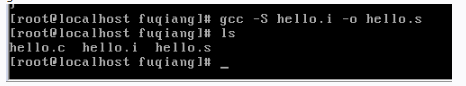 [root@localhost fuqiang]# gcc -S hello.i -o hello.s
[root@localhost fuqiang]# ls
hello.c  hello.i  hello.s
[root@localhost fuqiang]# _